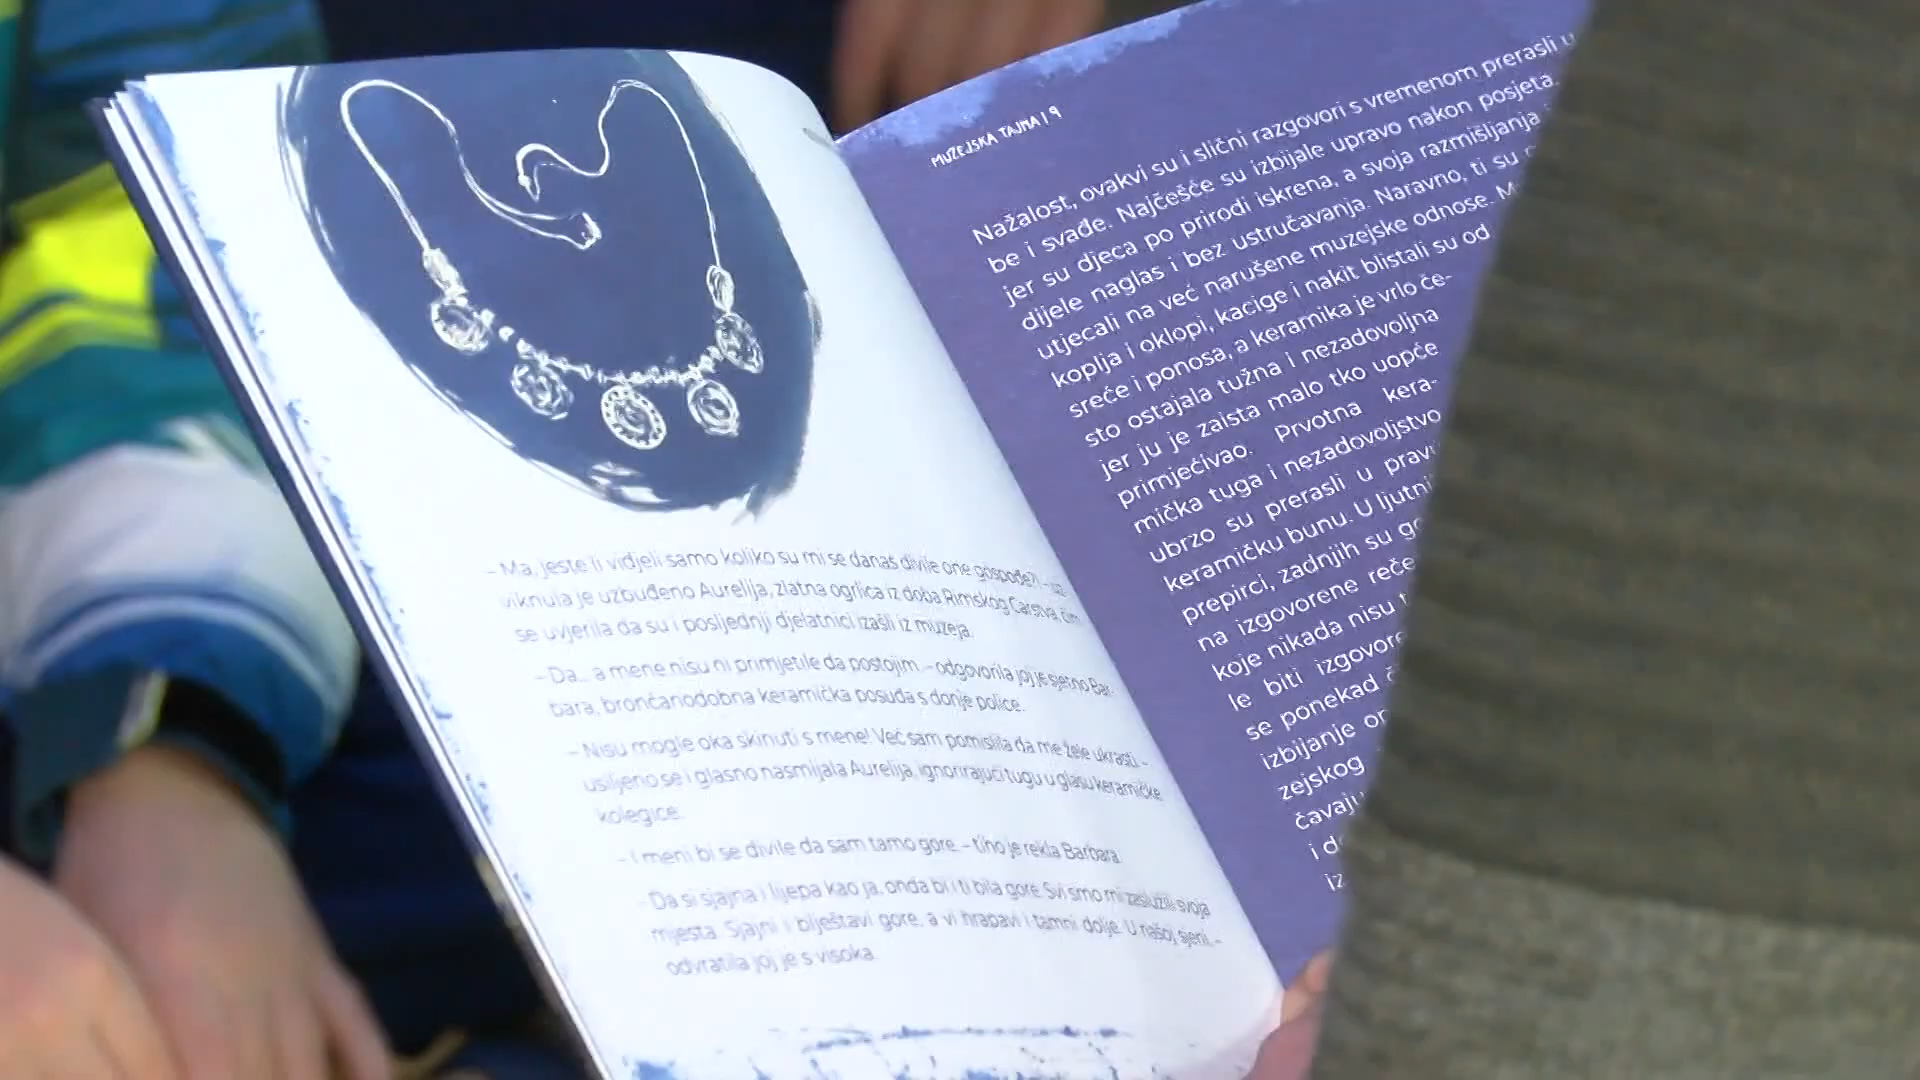 – Ma, jeste li vidjeli samo koliko su mi se danas divile one gospođe?! – uz-
viknula je uzbuđeno Aurelija, zlatna ogrlica iz doba Rimskog Carstva, čim
se uvjerila da su i posljednji djelatnici izašli iz muzeja.
– Da... a mene nisu ni primijetile da postojim. – odgovorila joj je sjetno Bar-
bara, brončanodobna keramička posuda s donje police.
– Nisu mogle oka skinuti s mene! Već sam pomislila da me žele ukrasti. –
usiljeno se i glasno nasmijala Aurelija, ignorirajući tugu u glasu keramičke
kolegice.
– I meni bi se divile da sam tamo gore. – tiho je rekla Barbara.
– Da si sjajna i lijepa kao ja, onda bi i ti bila gore. Svi smo mi zaslužili svoja
mjesta. Sjajni i blještavi gore, a vi hrapavi i tamni dolje. U našoj sjeni. –
odvratila joj je s visoka.
MUZEJSKA TAJNA | 9
Nažalost, ovakvi su i slični razgovori s vremenom prerasli u
be i svađe. Najčešće su izbijale upravo nakon posjeta.
jer su djeca po prirodi iskrena, a svoja razmišljanja
dijele naglas i bez ustručavanja. Naravno, ti su
utjecali na već narušene muzejske odnose.
koplja i oklopi, kacige i nakit blistali su od
sreće i ponosa, a keramika je vrlo če-
sto ostajala tužna i nezadovoljna
jer ju je zaista malo tko uopće
primjećivao. Prvotna kera-
mička tuga i nezadovoljstvo
ubrzo su prerasli u pravu
keramičku bunu. U ljutnji
prepirci, zadnjih su
na izgovorene
koje nikada nisu
le biti
se ponekad
izbijanje
zejskog
i